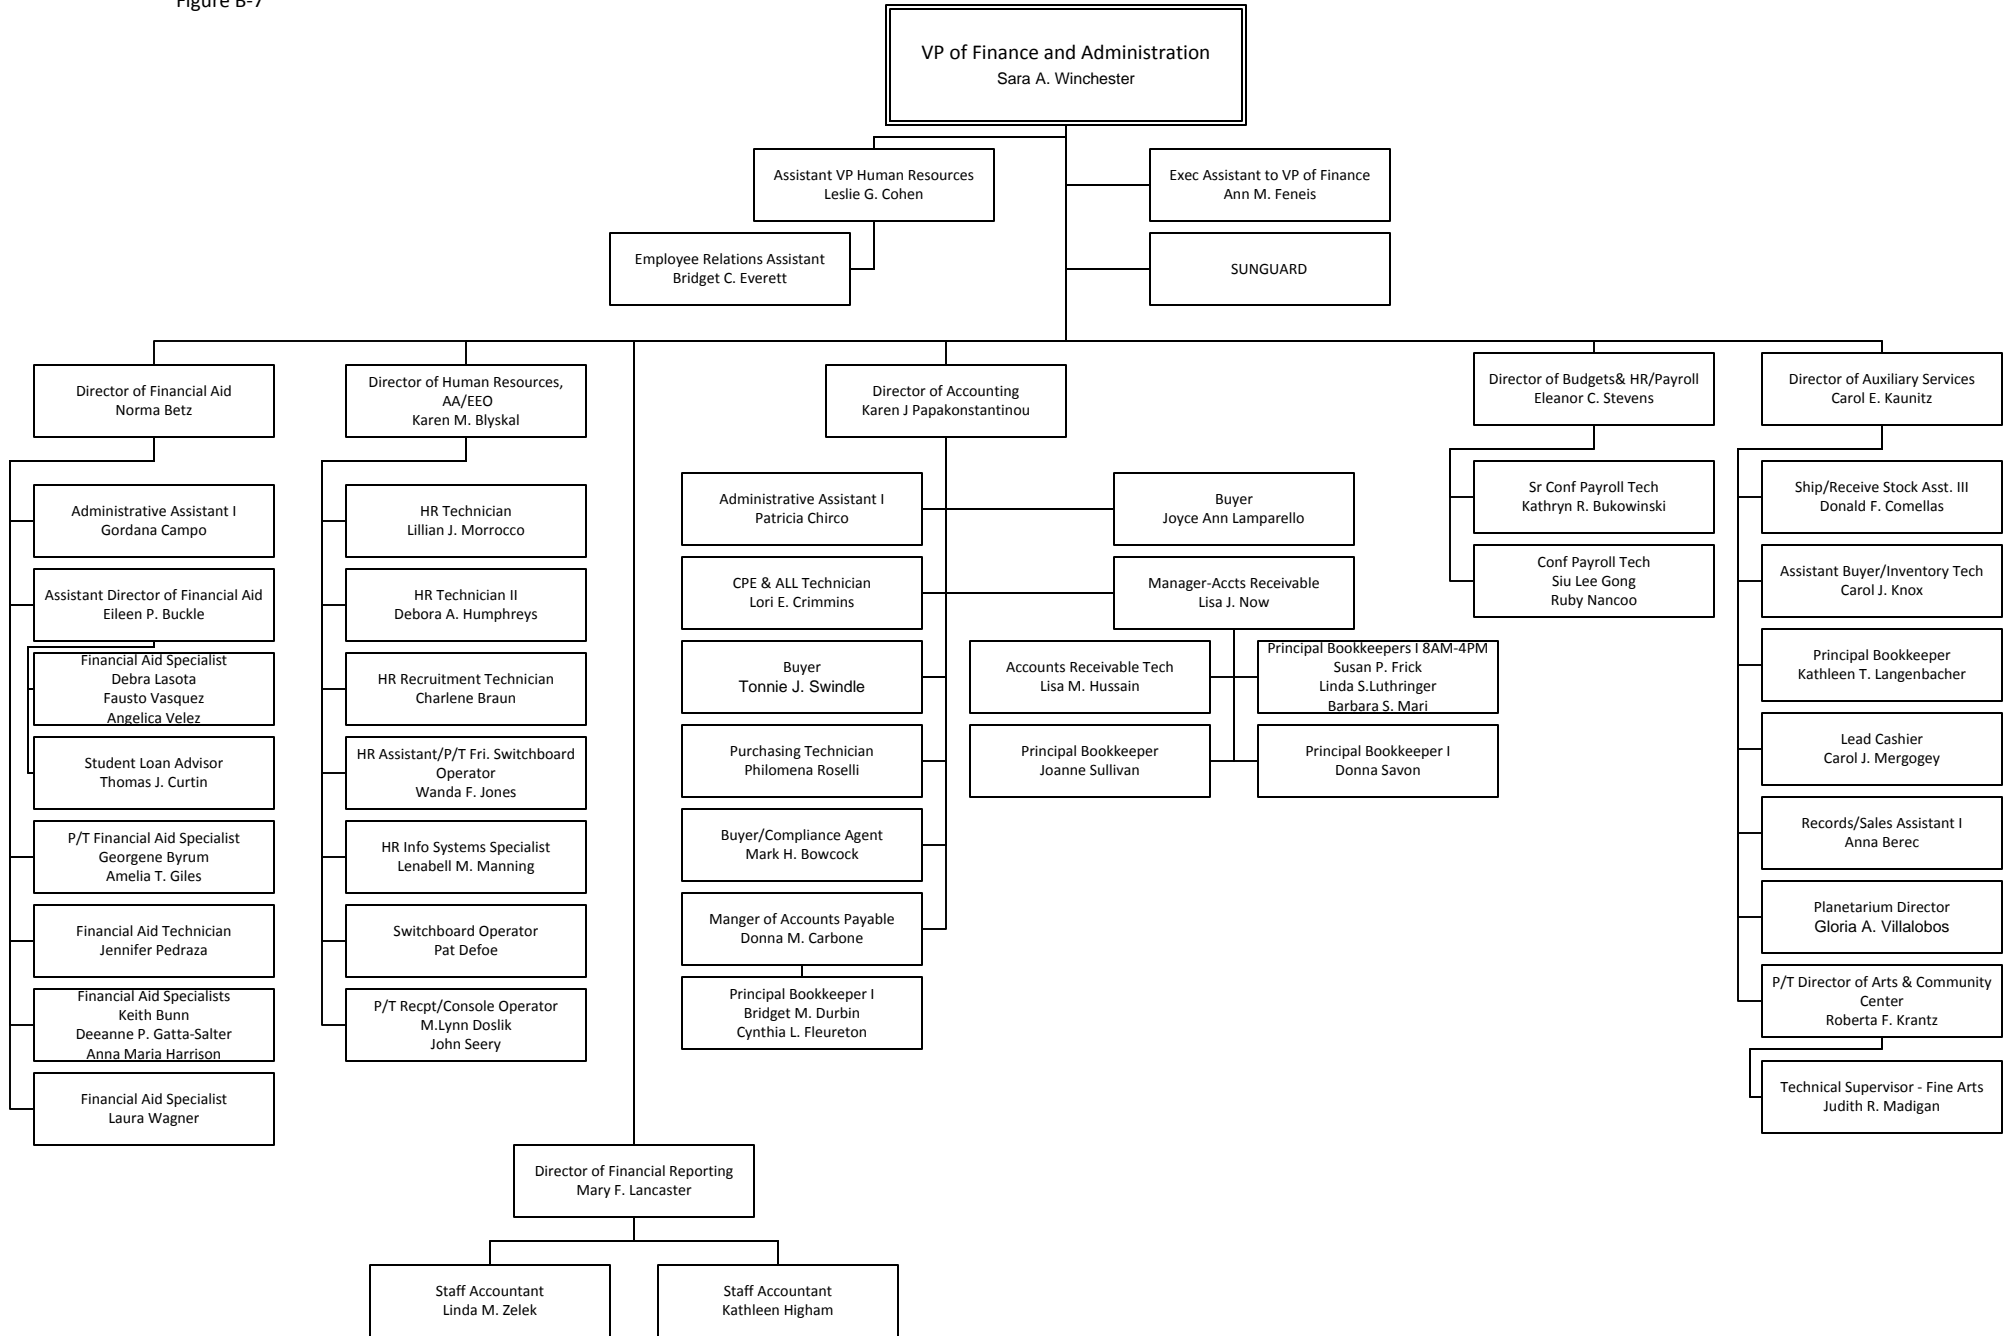 Figure B-7
VP of Finance and Administration
Sara A. Winchester
Assistant VP Human Resources
Leslie G. Cohen
Exec Assistant to VP of Finance
Ann M. Feneis
Employee Relations Assistant
Bridget C. Everett
SUNGUARD
Director of Financial Aid
Norma Betz
Administrative Assistant I
Gordana Campo
Assistant Director of Financial Aid
Eileen P. Buckle
Financial Aid Specialist
Debra Lasota
Fausto Vasquez
Angelica Velez
Student Loan Advisor
Thomas J. Curtin
P/T Financial Aid Specialist
Georgene Byrum
Amelia T. Giles
Financial Aid Technician
Jennifer Pedraza
Financial Aid Specialists
Keith Bunn
Deeanne P. Gatta-Salter
Anna Maria Harrison
Financial Aid Specialist
Laura Wagner
Director of Human Resources,
AA/EEO
Karen M. Blyskal
HR Technician
Lillian J. Morrocco
HR Technician II
Debora A. Humphreys
HR Recruitment Technician
Charlene Braun
HR Assistant/P/T Fri. Switchboard
Operator
Wanda F. Jones
HR Info Systems Specialist
Lenabell M. Manning
Switchboard Operator
Pat Defoe
P/T Recpt/Console Operator
M.Lynn Doslik
John Seery
Director of Financial Reporting
Mary F. Lancaster
Staff Accountant
Linda M. Zelek
Staff Accountant
Kathleen Higham
Director of Accounting
Karen J Papakonstantinou
Administrative Assistant I
Patricia Chirco
CPE & ALL Technician
Lori E. Crimmins
Buyer
Tonnie J. Swindle
Purchasing Technician
Philomena Roselli
Buyer/Compliance Agent
Mark H. Bowcock
Manger of Accounts Payable
Donna M. Carbone
Principal Bookkeeper I
Bridget M. Durbin
Cynthia L. Fleureton
Buyer
Joyce Ann Lamparello
Manager-Accts Receivable
Lisa J. Now
Accounts Receivable Tech
Lisa M. Hussain
Principal Bookkeepers I 8AM-4PM
Susan P. Frick
Linda S.Luthringer
Barbara S. Mari
Principal Bookkeeper
Joanne Sullivan
Principal Bookkeeper I
Donna Savon
Director of Budgets& HR/Payroll
Eleanor C. Stevens
Sr Conf Payroll Tech
Kathryn R. Bukowinski
Conf Payroll Tech
Siu Lee Gong
Ruby Nancoo
Director of Auxiliary Services
Carol E. Kaunitz
Ship/Receive Stock Asst. III
Donald F. Comellas
Assistant Buyer/Inventory Tech
Carol J. Knox
Principal Bookkeeper
Kathleen T. Langenbacher
Lead Cashier
Carol J. Mergogey
Records/Sales Assistant I
Anna Berec
Planetarium Director
Gloria A. Villalobos
P/T Director of Arts & Community
Center
Roberta F. Krantz
Technical Supervisor - Fine Arts
Judith R. Madigan